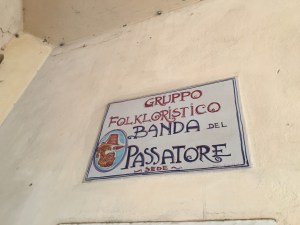 GRUPPO
FOLKLORISTICO
BANDA DEL
PASSATORE
SEDE